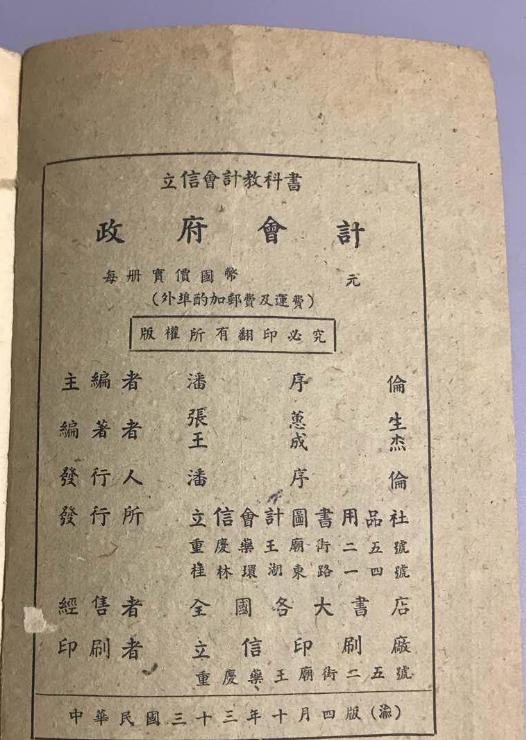 立信會計教科書
政府會計
每册實價國幣 元
(外埠酌加郵費及運費)
版權所有翻印必究
主編者 潘序倫
編著者 張蕙生 王成杰
發行人 潘序倫
發行所 立信會計圖書用品社
重慶藥王廟街二五號
桂林環湖東路一四號
經售者 全國各大書店
印刷者 立信印刷廠
重慶藥王廟街二五號
中華民國三十三年十月四版(渝)